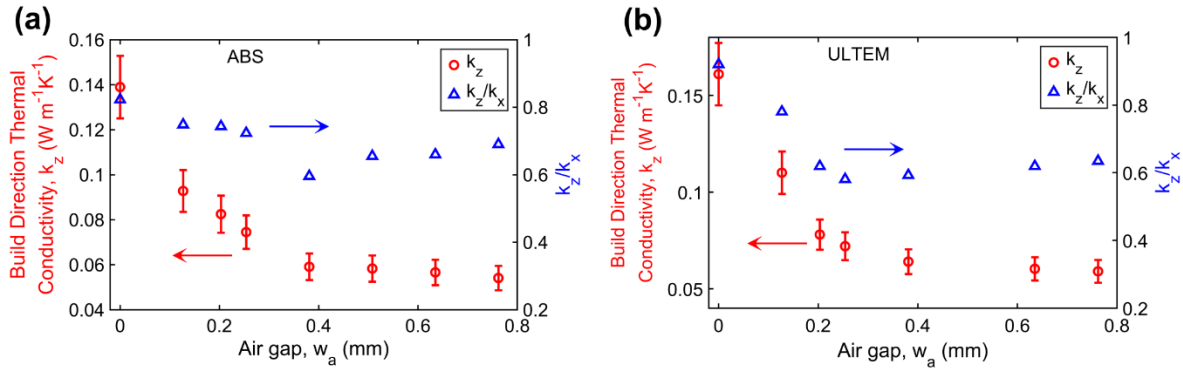 (a)
Build Direction Thermal
Conductivity, k_z (W m⁻¹K⁻¹)
0.16
0.14
0.12
0.1
0.08
0.06
0.04
ABS
k_z
k_z/k_x
1
0.8
0.6
0.4
0.2
k_z/k_x
0
0.2
0.4
0.6
0.8
Air gap, w_a (mm)
(b)
Build Direction Thermal
Conductivity, k_z (W m⁻¹K⁻¹)
0.15
0.1
0.05
ULTEM
k_z
k_z/k_x
1
0.8
0.6
0.4
0.2
k_z/k_x
0
0.2
0.4
0.6
0.8
Air gap, w_a (mm)